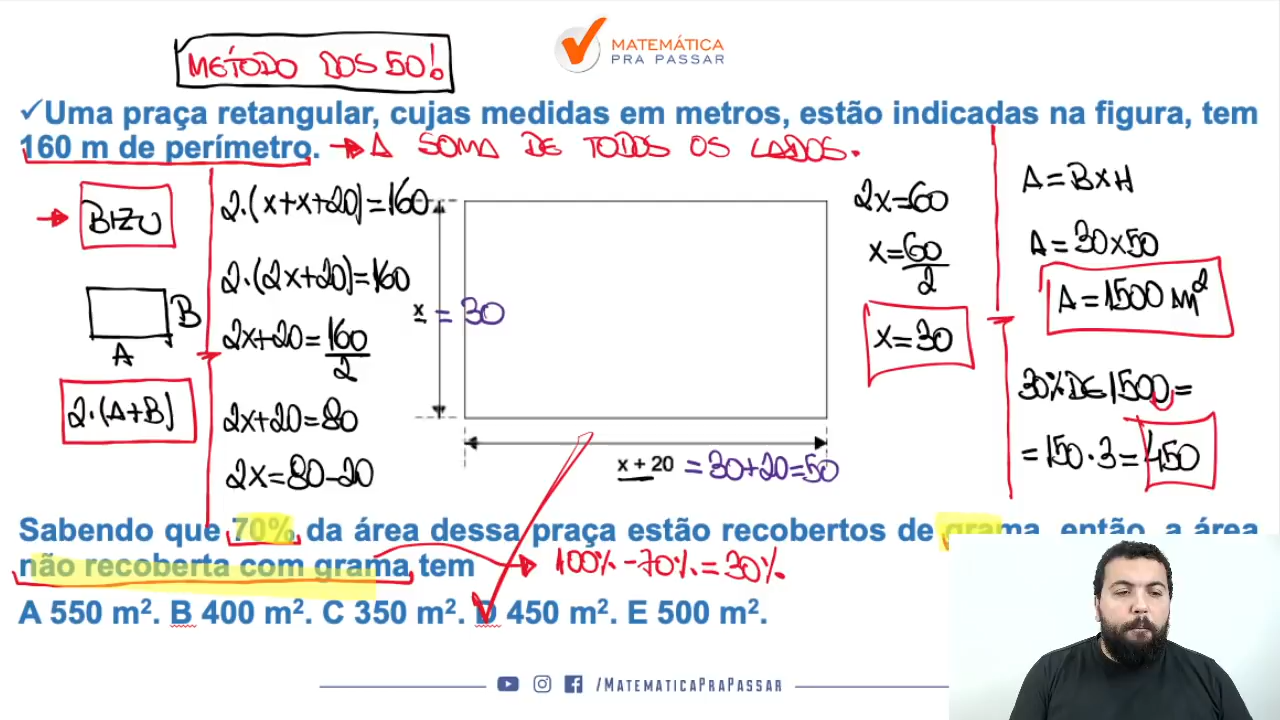 MÉTODO DOS 50!
MATEMÁTICA
PRA PASSAR
✓Uma praça retangular, cujas medidas em metros, estão indicadas na figura, tem
160 m de perímetro. → A SOMA DE TODOS OS LADOS.
→ BIZU
B
A
2·(A+B)
2·(x+x+20)=160
2·(2x+20)=160
2x+20=160/2
2x+20=80
2x=80-20
x = 30
x + 20 =30+20=50
2x=60
x=60/2
x=30
A=BXH
A=30X50
A=1500 m²
30% DE 1500=
=150·3=450
Sabendo que 70% da área dessa praça estão recobertos de grama, então, a área
não recoberta com grama tem → 100%-70%=30%
A 550 m². B 400 m². C 350 m². D 450 m². E 500 m².
/MATEMATICAPRAPASSAR